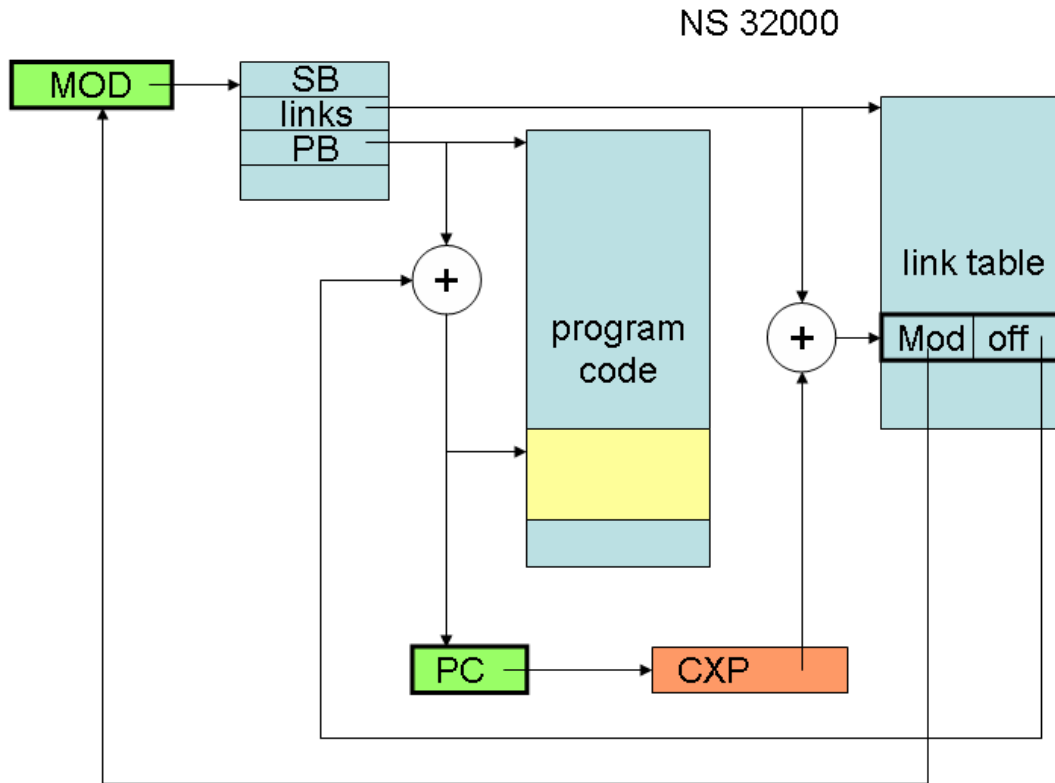 NS 32000
MOD
SB
links
PB
+
link table
program
code
+
Mod
off
PC
CXP